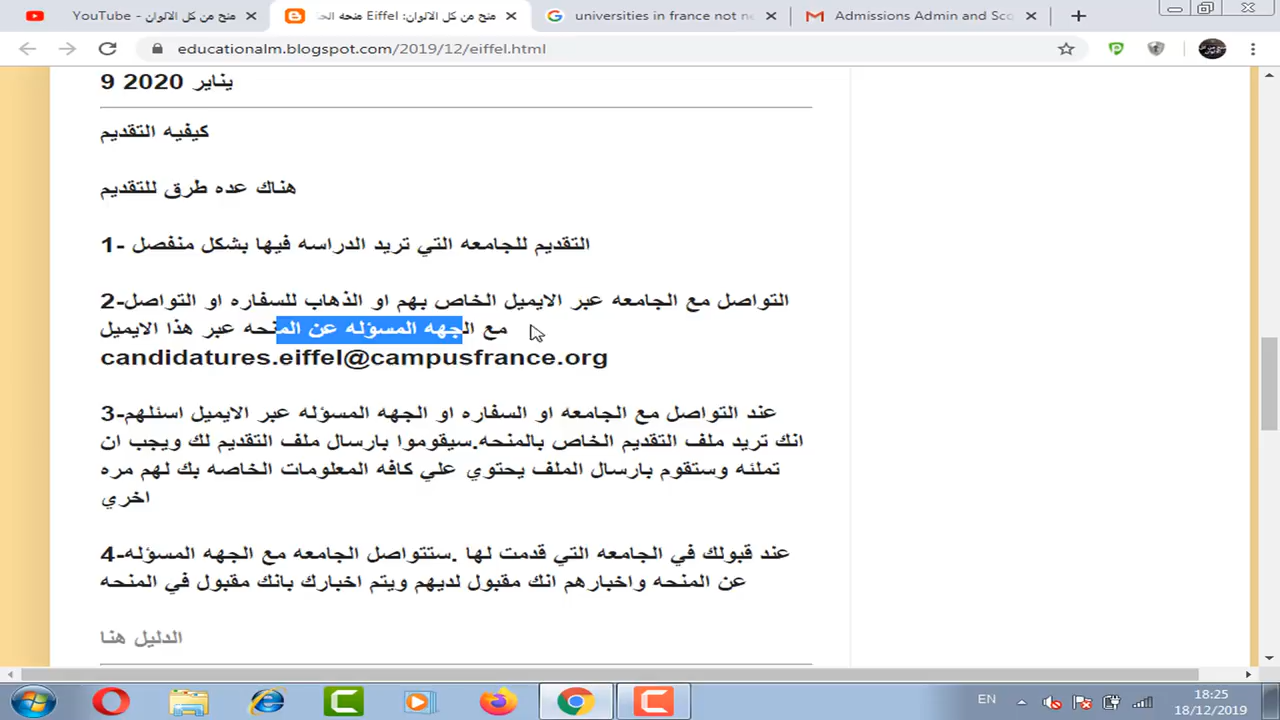 YouTube - منح من كل الالوان
منح من كل الالوان: Eiffel منحه الحـ
universities in france not ne
Admissions Admin and Sco
educationalm.blogspot.com/2019/12/eiffel.html
9 يناير 2020
كيفيه التقديم
هناك عده طرق للتقديم
1- التقديم للجامعه التي تريد الدراسه فيها بشكل منفصل
2-التواصل مع الجامعه عبر الايميل الخاص بهم او الذهاب للسفاره او التواصل
مع الجهه المسؤله عن المنحه عبر هذا الايميل
candidatures.eiffel@campusfrance.org
3-عند التواصل مع الجامعه او السفاره او الجهه المسؤله عبر الايميل اسئلهم
انك تريد ملف التقديم الخاص بالمنحه.سيقوموا بارسال ملف التقديم لك ويجب ان
تملئه وستقوم بارسال الملف يحتوي علي كافه المعلومات الخاصه بك لهم مره
اخري
4-عند قبولك في الجامعه التي قدمت لها .ستتواصل الجامعه مع الجهه المسؤله
عن المنحه واخبارهم انك مقبول لديهم ويتم اخبارك بانك مقبول في المنحه
الدليل هنا
EN
18:25
18/12/2019